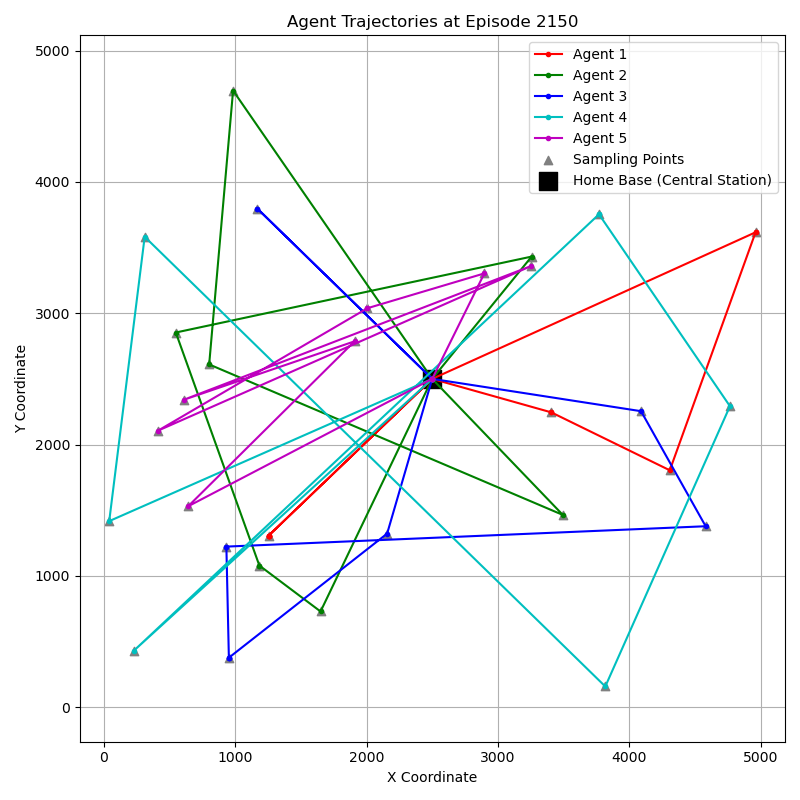 Agent Trajectories at Episode 2150
Agent 1
Agent 2
Agent 3
Agent 4
Agent 5
Sampling Points
Home Base (Central Station)
Y Coordinate
5000
4000
3000
2000
1000
0
0 1000 2000 3000 4000 5000
X Coordinate